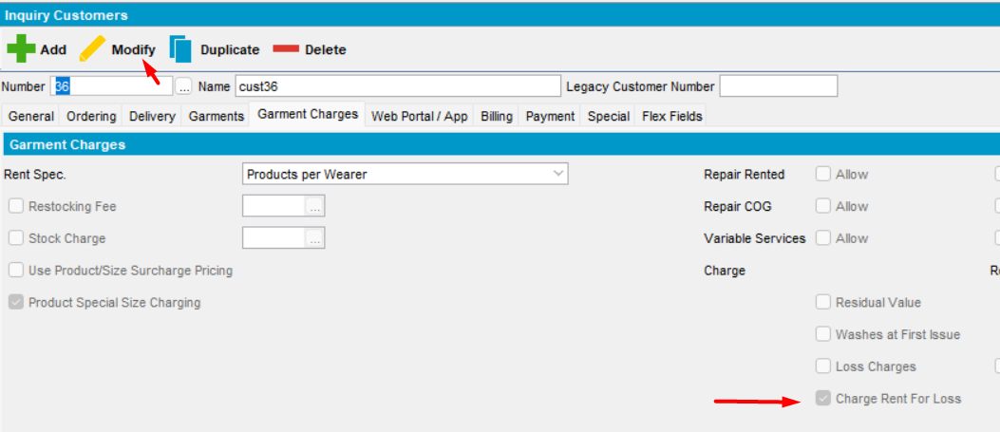 Inquiry Customers
Add Modify Duplicate Delete
Number 36 ... Name cust36 Legacy Customer Number
General Ordering Delivery Garments Garment Charges Web Portal / App Billing Payment Special Flex Fields
Garment Charges
Rent Spec. Products per Wearer Repair Rented Allow
Restocking Fee ... Repair COG Allow
Stock Charge ... Variable Services Allow
Use Product/Size Surcharge Pricing Charge
Product Special Size Charging Residual Value
Washes at First Issue
Loss Charges
Charge Rent For Loss